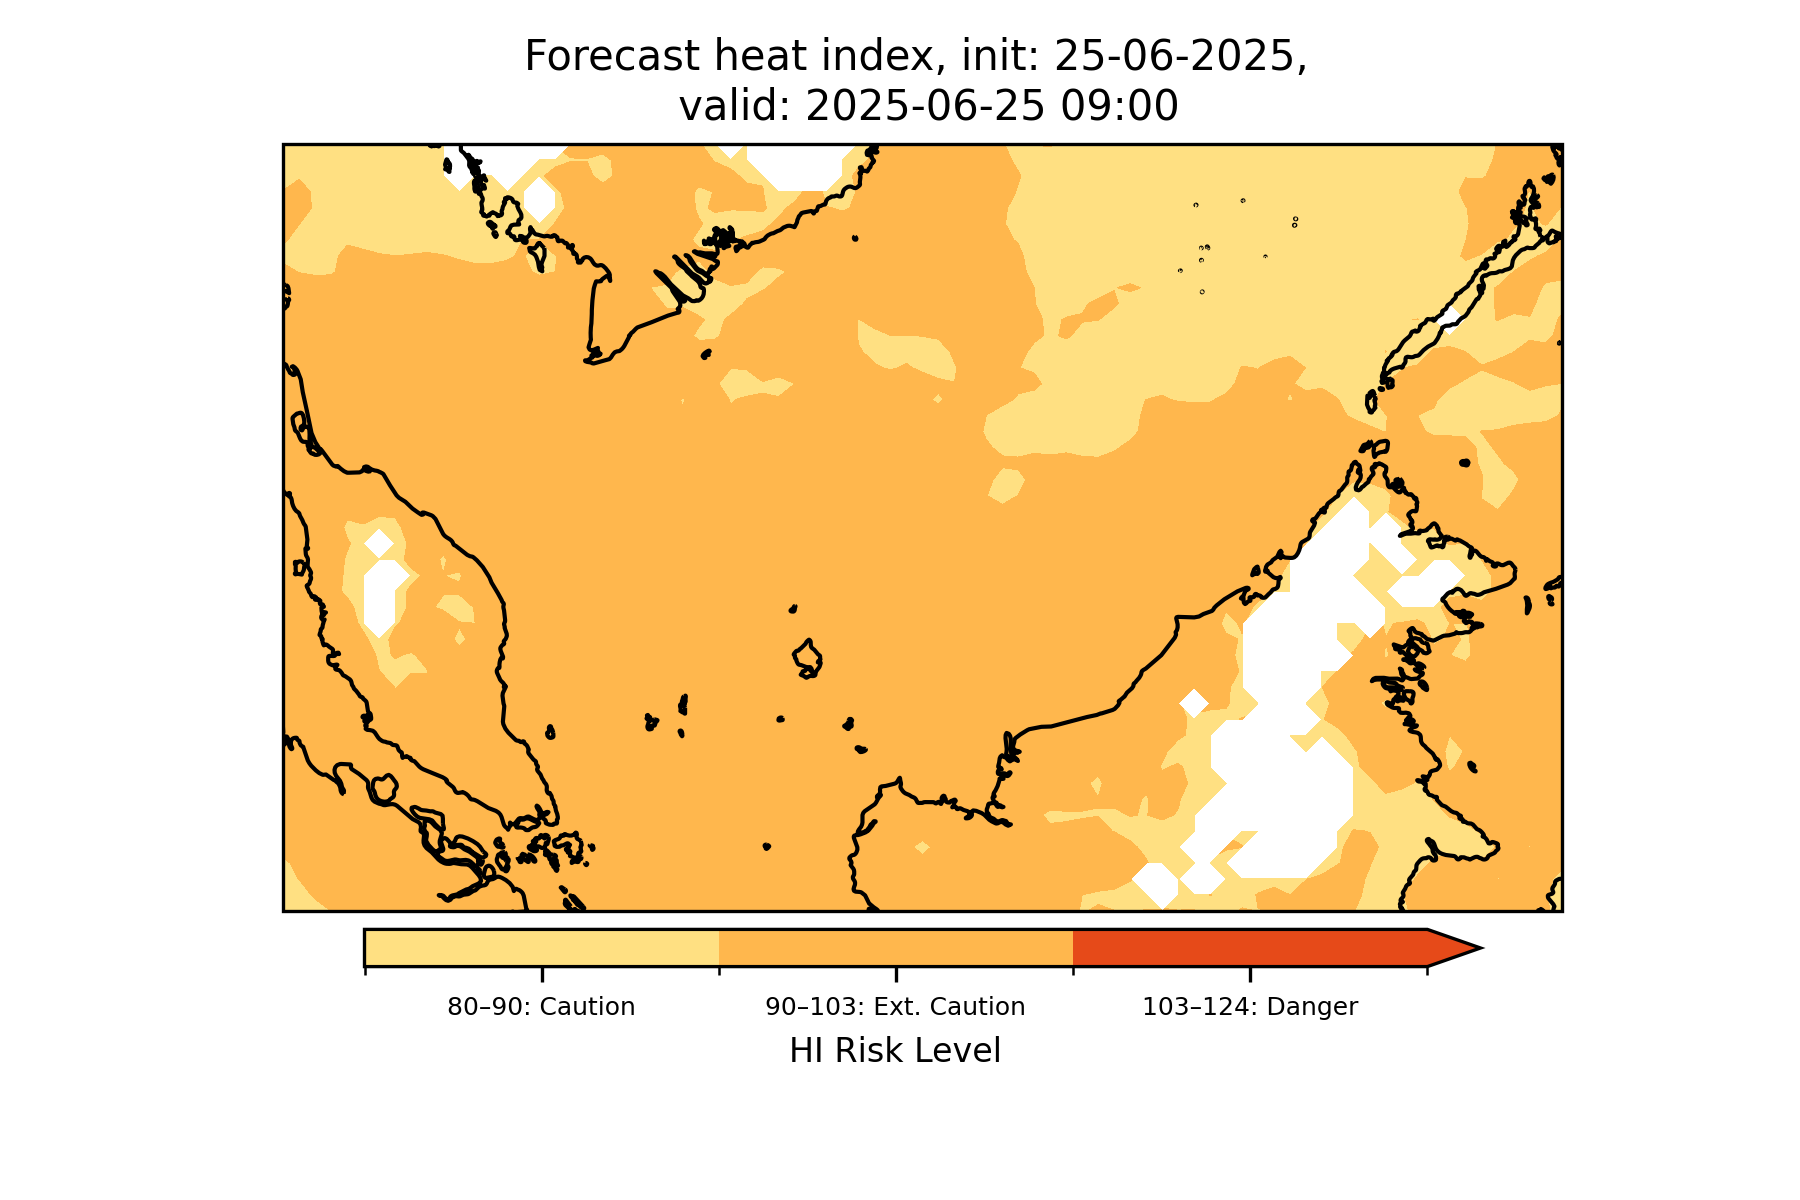 Forecast heat index, init: 25-06-2025,
valid: 2025-06-25 09:00
80–90: Caution
90–103: Ext. Caution
103–124: Danger
HI Risk Level